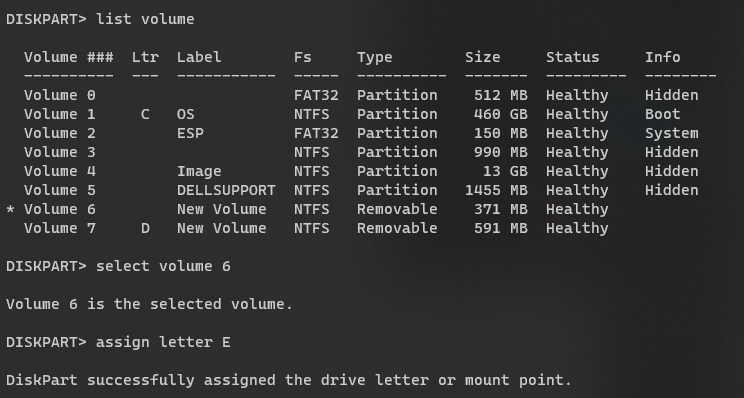 DISKPART> list volume
  Volume ###  Ltr  Label        Fs     Type        Size     Status     Info
  ----------  ---  -----------  -----  ----------  -------  ---------  --------
  Volume 0                      FAT32  Partition    512 MB  Healthy    Hidden
  Volume 1     C   OS           NTFS   Partition    460 GB  Healthy    Boot
  Volume 2         ESP          FAT32  Partition    150 MB  Healthy    System
  Volume 3                      NTFS   Partition    990 MB  Healthy    Hidden
  Volume 4         Image        NTFS   Partition     13 GB  Healthy    Hidden
  Volume 5         DELLSUPPORT  NTFS   Partition   1455 MB  Healthy    Hidden
* Volume 6         New Volume   NTFS   Removable    371 MB  Healthy
  Volume 7     D   New Volume   NTFS   Removable    591 MB  Healthy
DISKPART> select volume 6
Volume 6 is the selected volume.
DISKPART> assign letter E
DiskPart successfully assigned the drive letter or mount point.